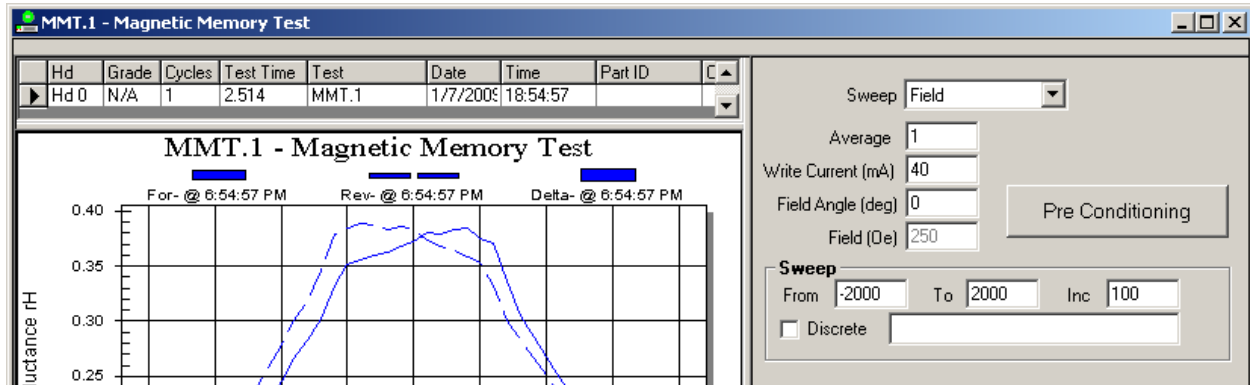 MMT.1 - Magnetic Memory Test
Hd Grade Cycles Test Time Test Date Time Part ID
Hd 0 N/A 1 2.514 MMT.1 1/7/2009 18:54:57
MMT.1 - Magnetic Memory Test
For- @ 6:54:57 PM Rev- @ 6:54:57 PM Delta- @ 6:54:57 PM
0.40
0.35
0.30
0.25
rH
Sweep Field
Average 1
Write Current (mA) 40
Field Angle (deg) 0
Field (Oe) 250
Pre Conditioning
Sweep
From -2000 To 2000 Inc 100
Discrete